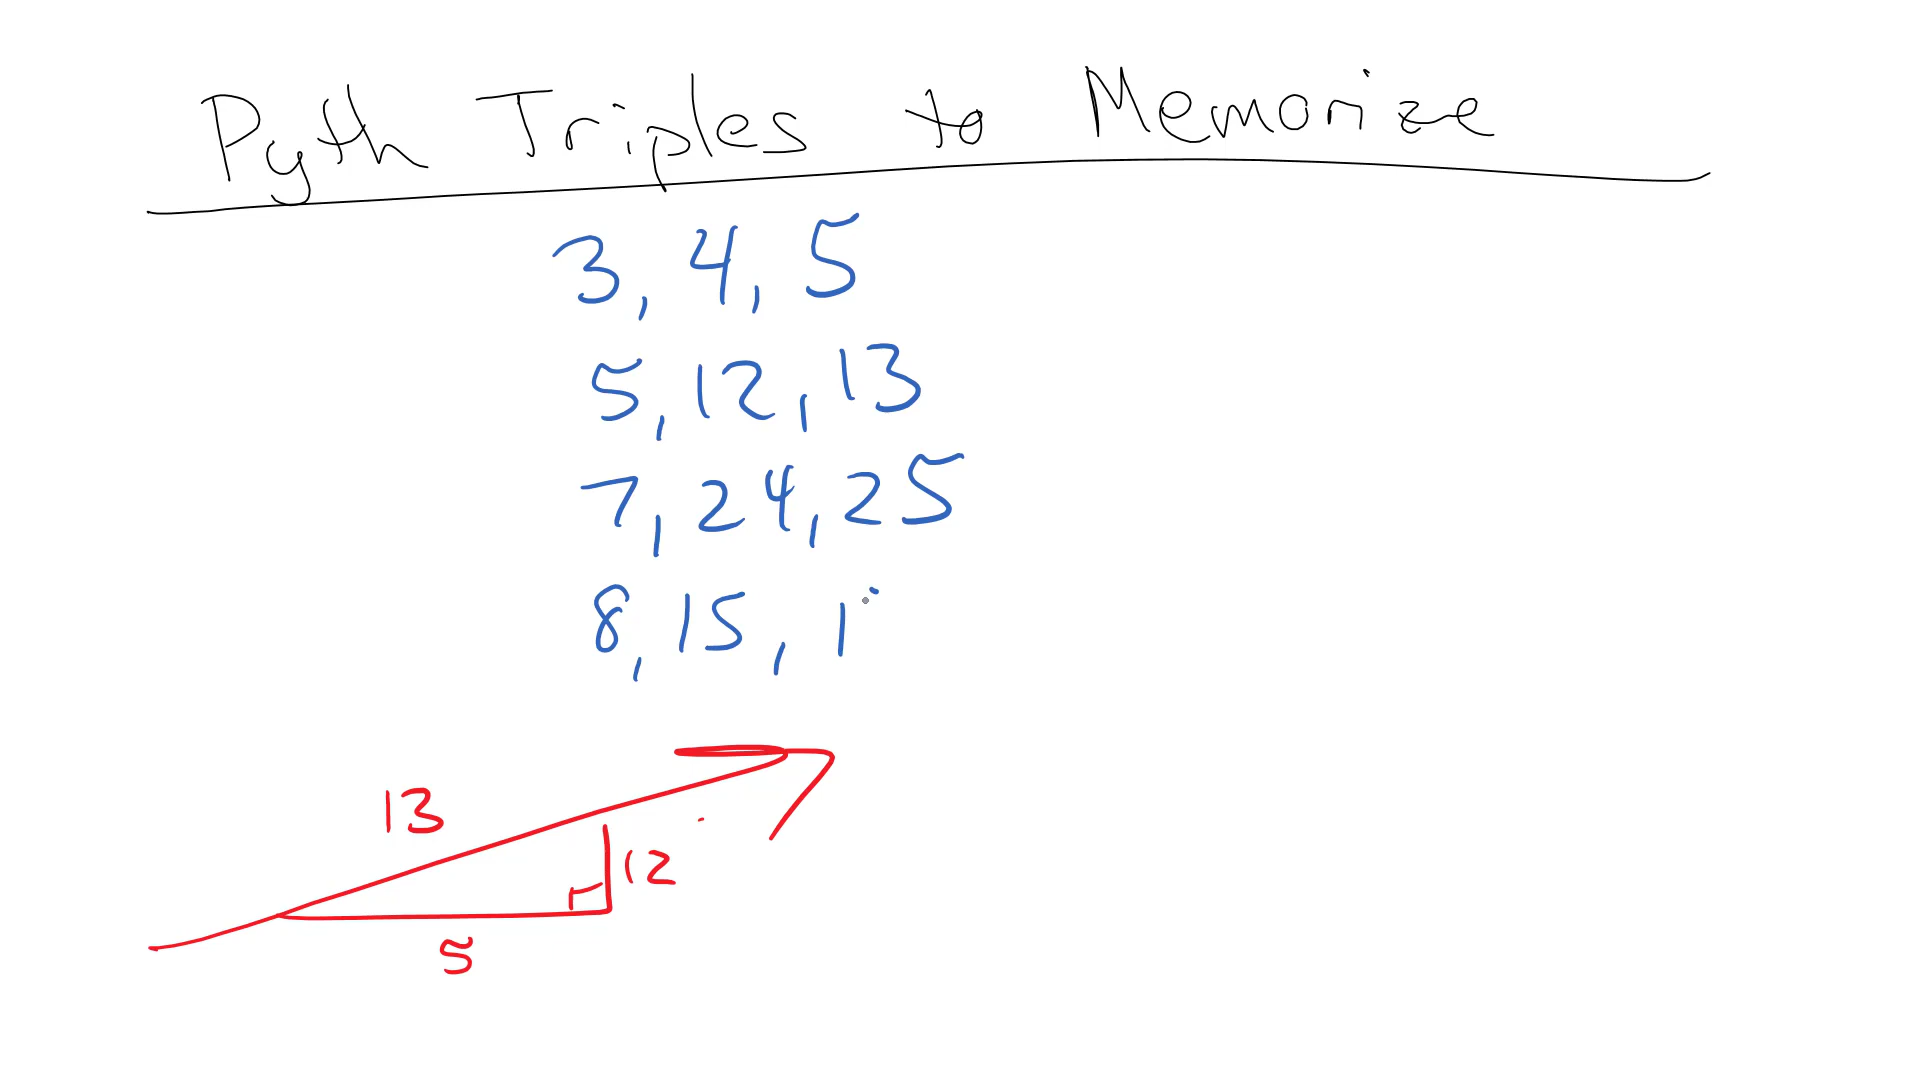 Pyth Triples to Memorize
3, 4, 5
5, 12, 13
7, 24, 25
8, 15, 1
13
12
5